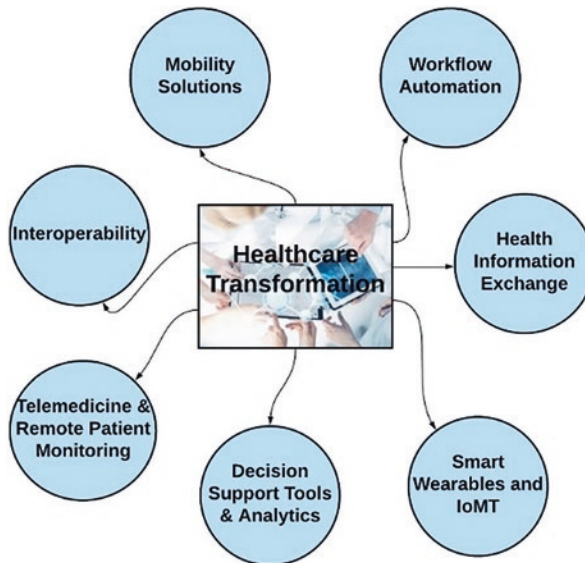 Mobility
Solutions
Workflow
Automation
Interoperability
Healthcare
Transformation
Health
Information
Exchange
Telemedicine &
Remote Patient
Monitoring
Decision
Support Tools
& Analytics
Smart
Wearables and
IoMT